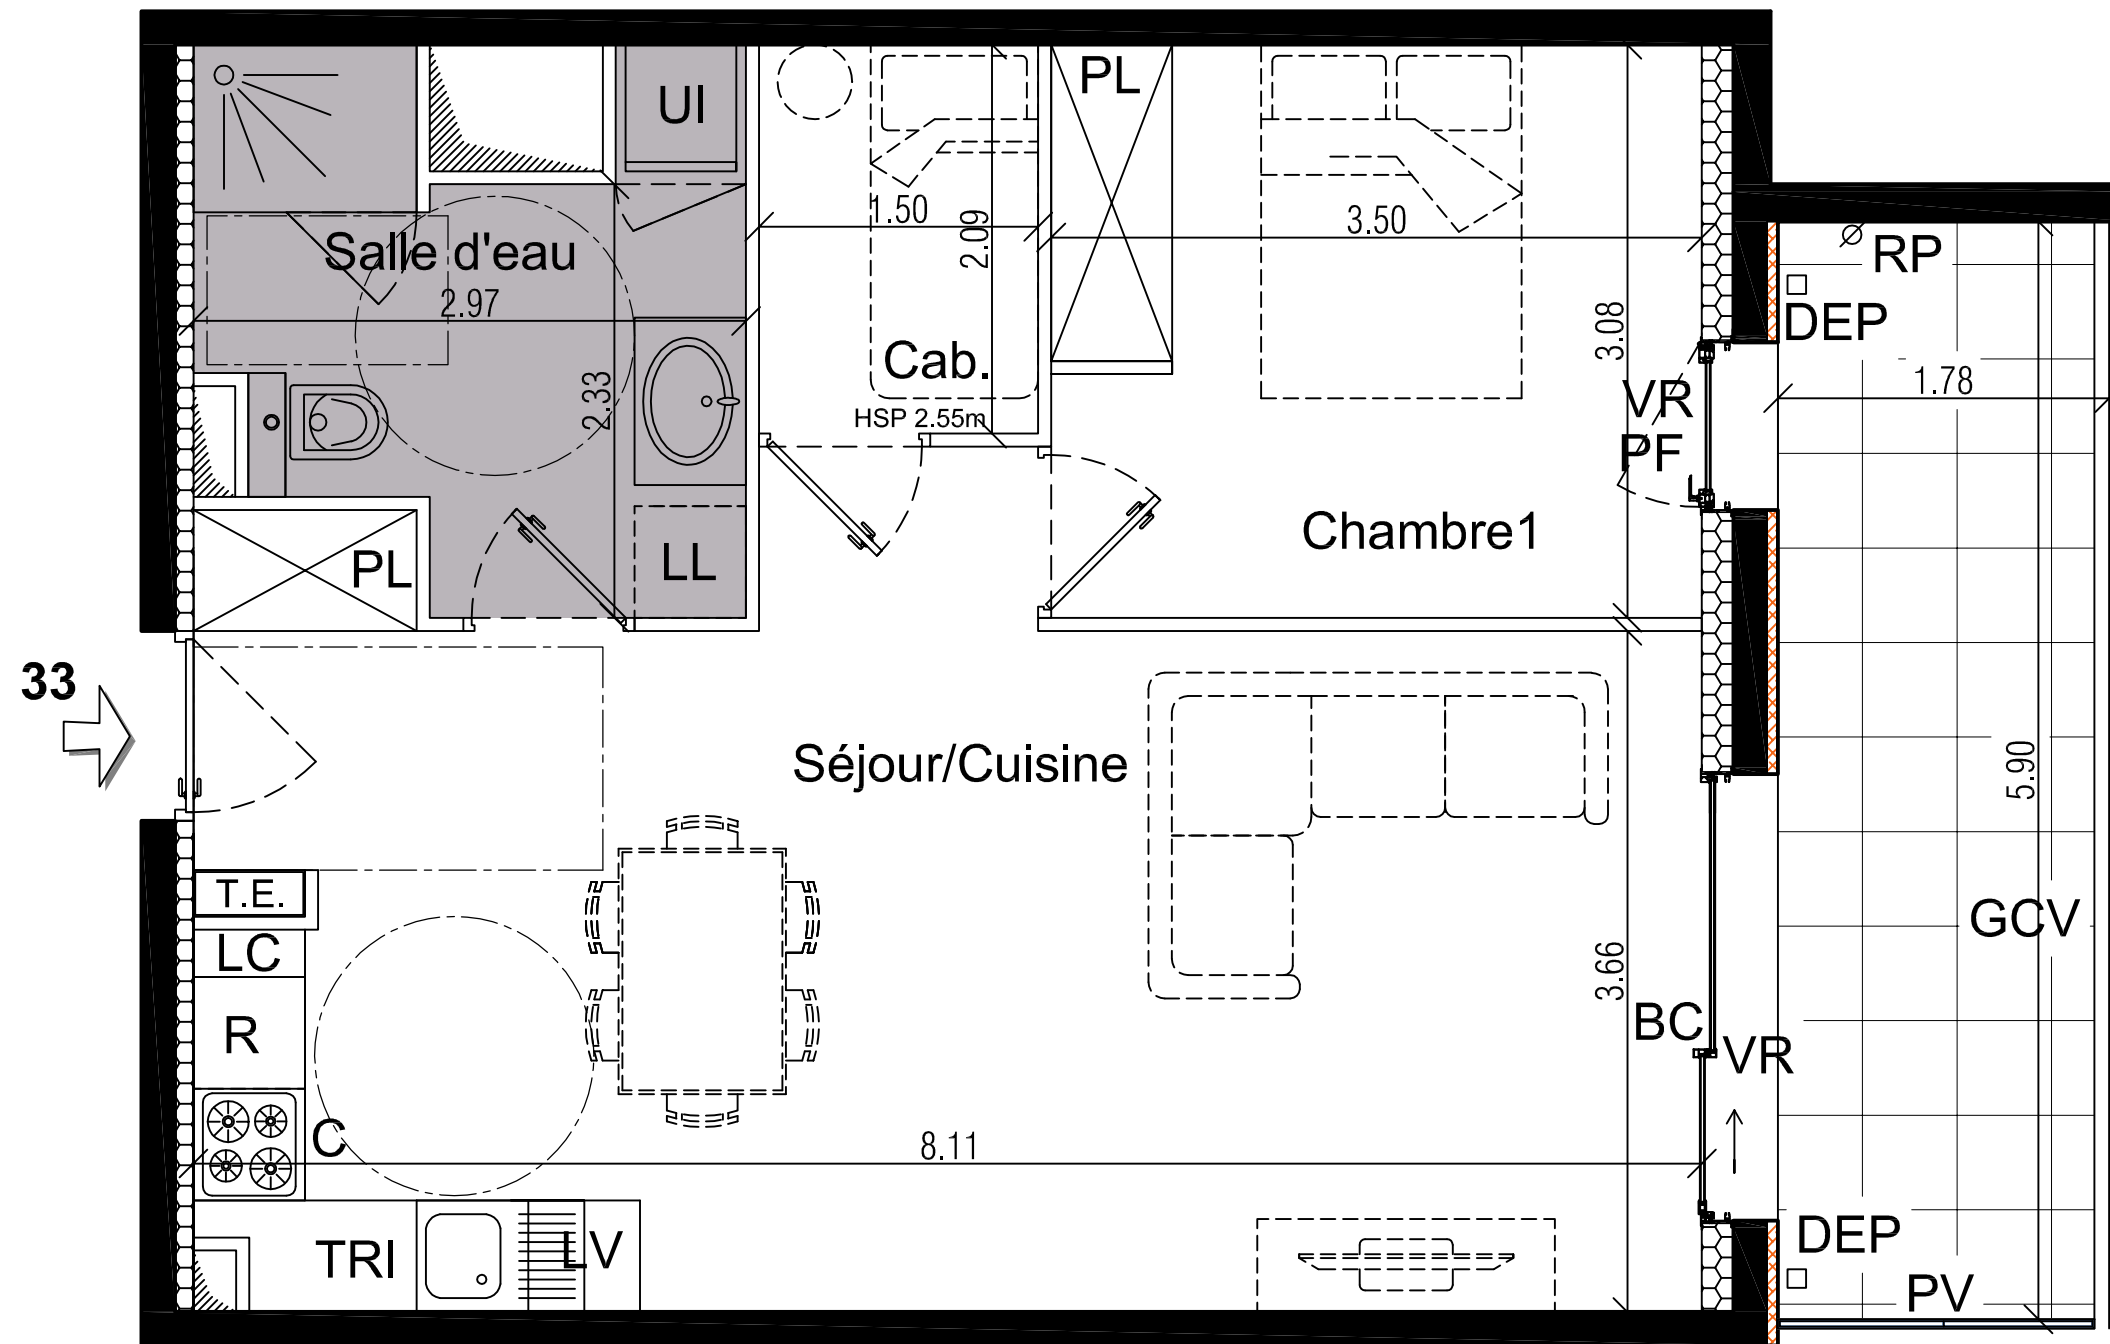 PL
UI
1.50
2.09
3.50
RP
Salle d'eau
2.97
DEP
3.08
Cab.
1.78
2.33
VR
HSP 2.55m
PF
Chambre1
PL
LL
33
Séjour/Cuisine
5.90
T.E.
LC
GCV
3.66
R
BC
VR
C
8.11
TRI
LV
DEP
PV